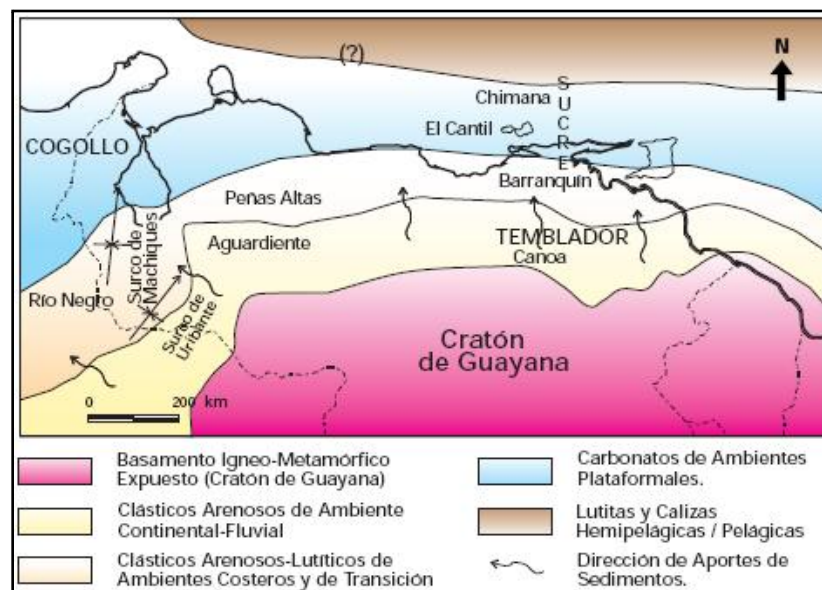 (?)
N
Chimana
SUCRE
El Cantil
COGOLLO
Barranquín
Peñas Altas
Aguardiente
TEMBLADOR
Canoa
Surco de
Machiques
Río Negro
Surco de
Uribante
Cratón
de Guayana
0 200 km
Basamento Igneo-Metamórfico
Expuesto (Cratón de Guayana)
Clásticos Arenosos de Ambiente
Continental-Fluvial
Clásticos Arenosos-Lutíticos de
Ambientes Costeros y de Transición
Carbonatos de Ambientes
Plataformales.
Lutitas y Calizas
Hemipelágicas / Pelágicas
Dirección de Aportes de
Sedimentos.